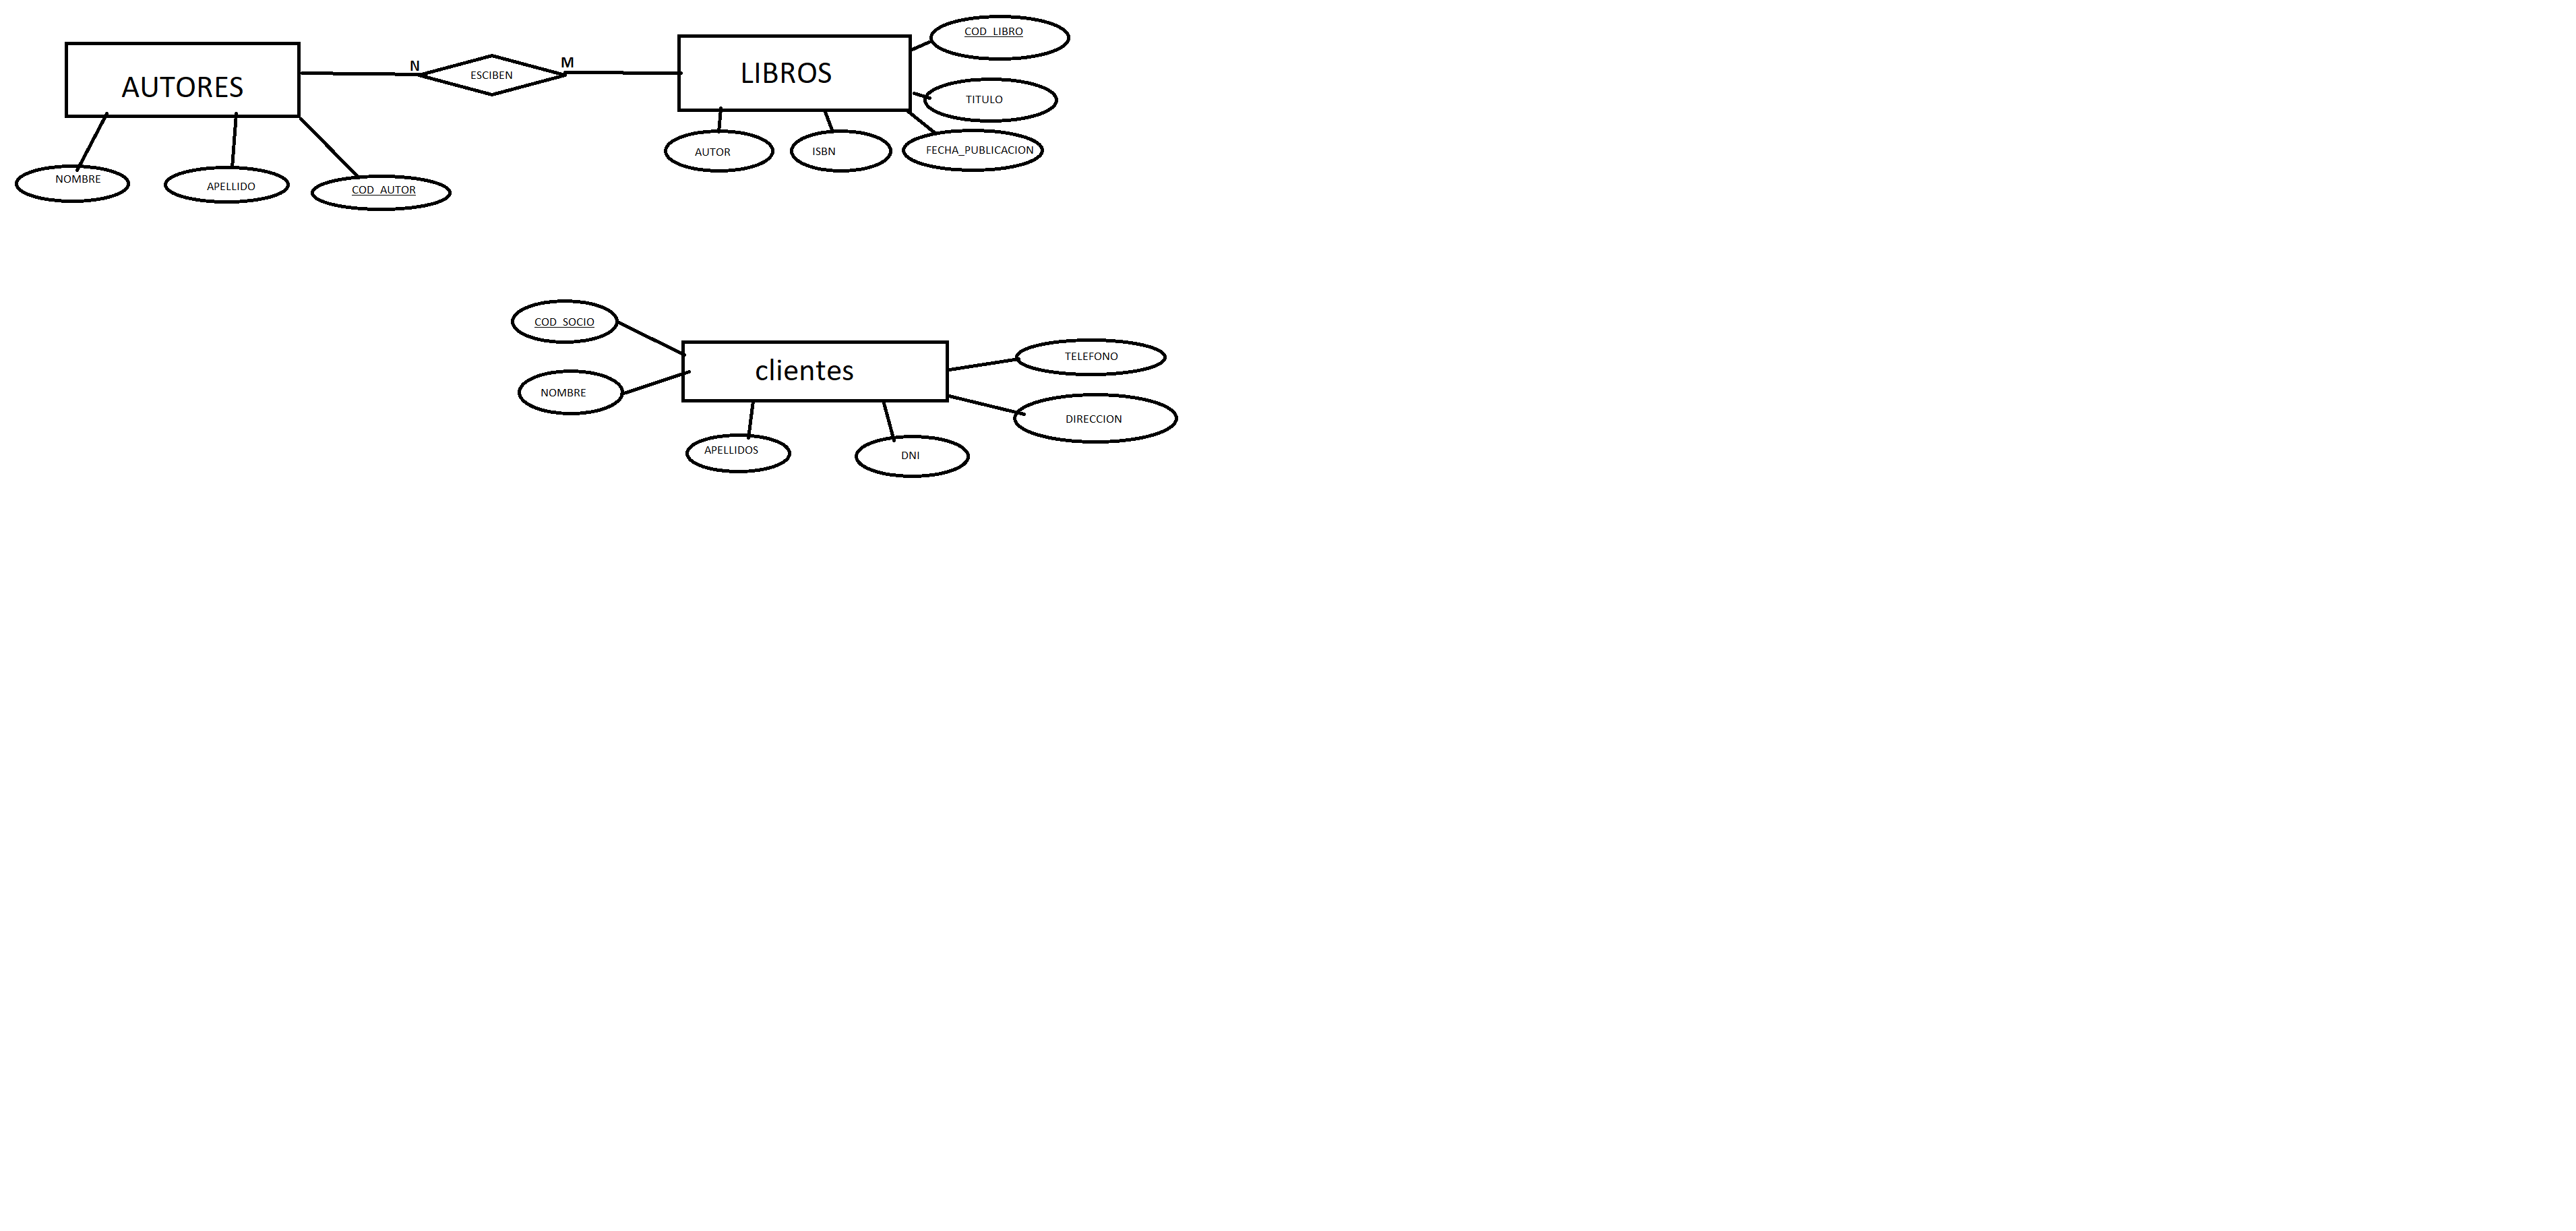 COD_LIBRO
AUTORES
N
ESCIBEN
M
LIBROS
TITULO
AUTOR
ISBN
FECHA_PUBLICACION
NOMBRE
APELLIDO
COD_AUTOR
COD_SOCIO
clientes
TELEFONO
NOMBRE
DIRECCION
APELLIDOS
DNI